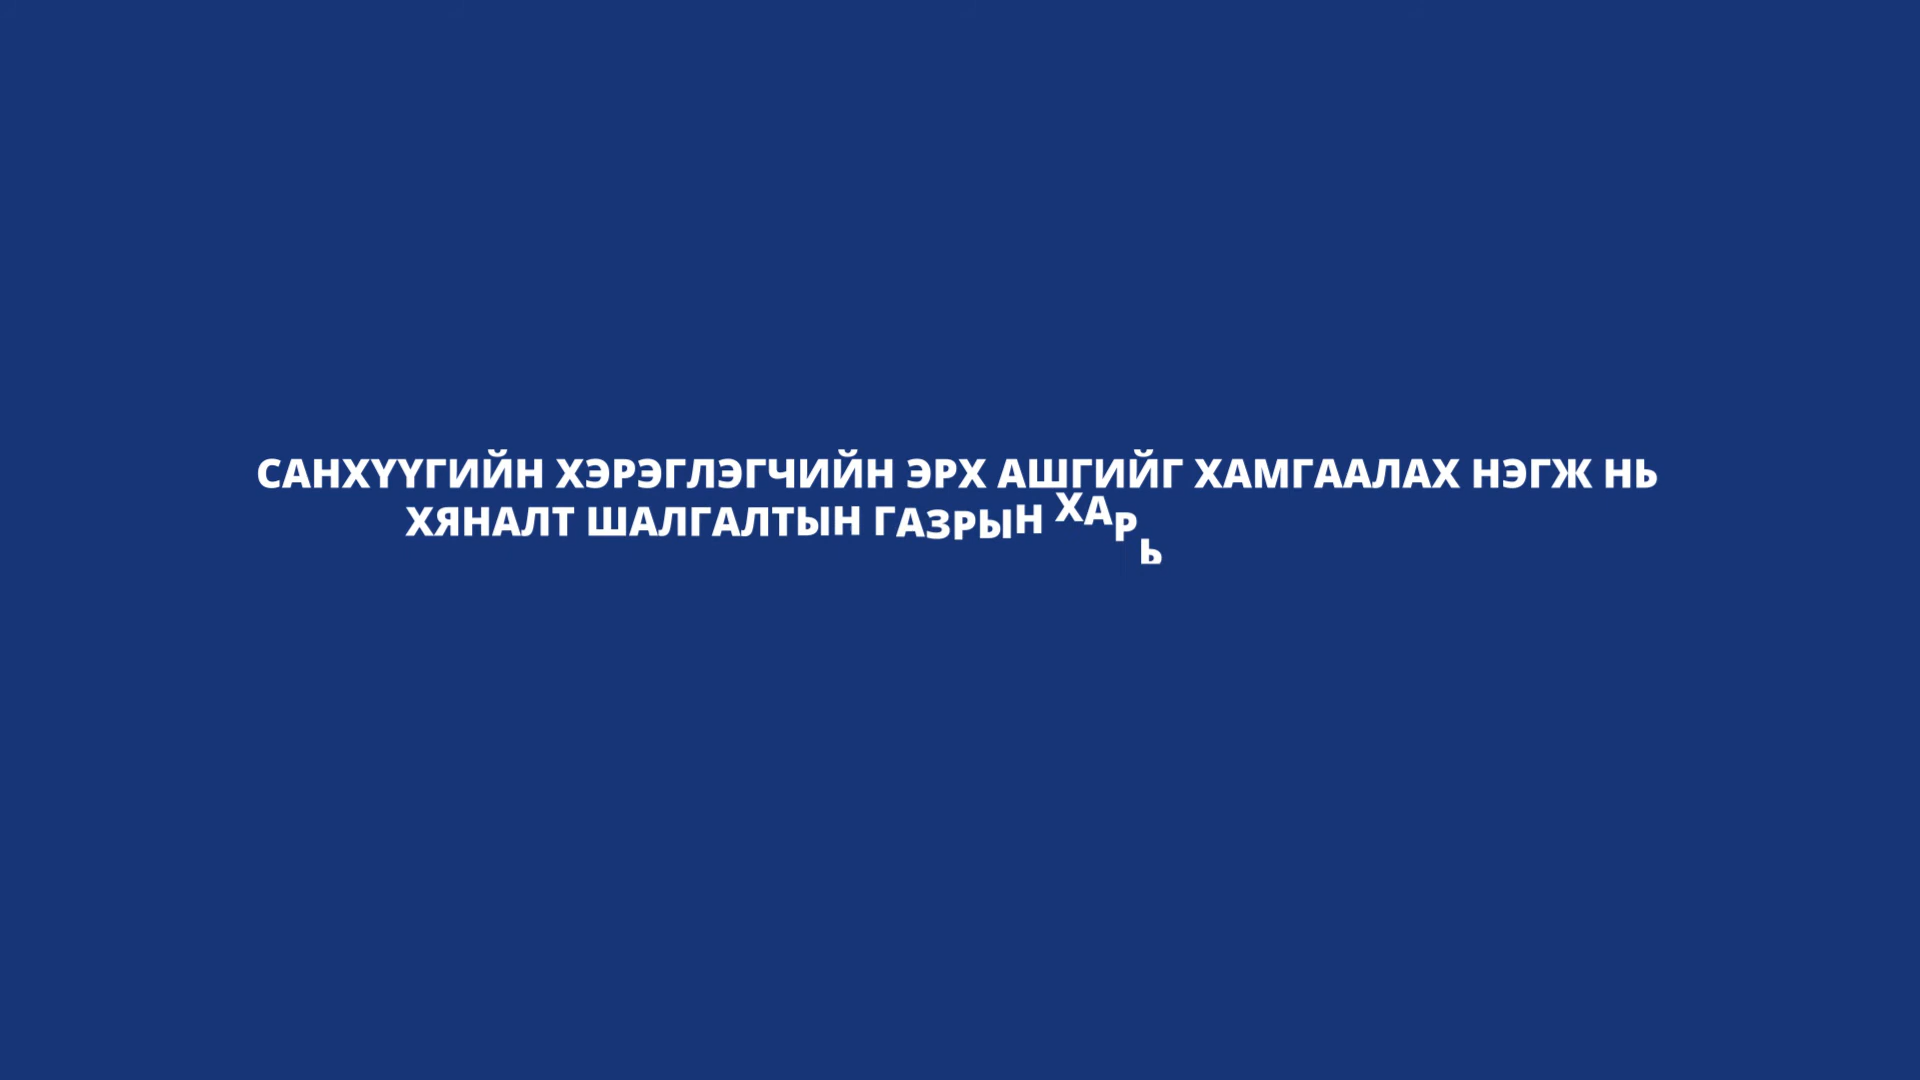 САНХҮҮГИЙН ХЭРЭГЛЭГЧИЙН ЭРХ АШГИЙГ ХАМГААЛАХ НЭГЖ НЬ
ХЯНАЛТ ШАЛГАЛТЫН ГАЗРЫН ХАРЬ